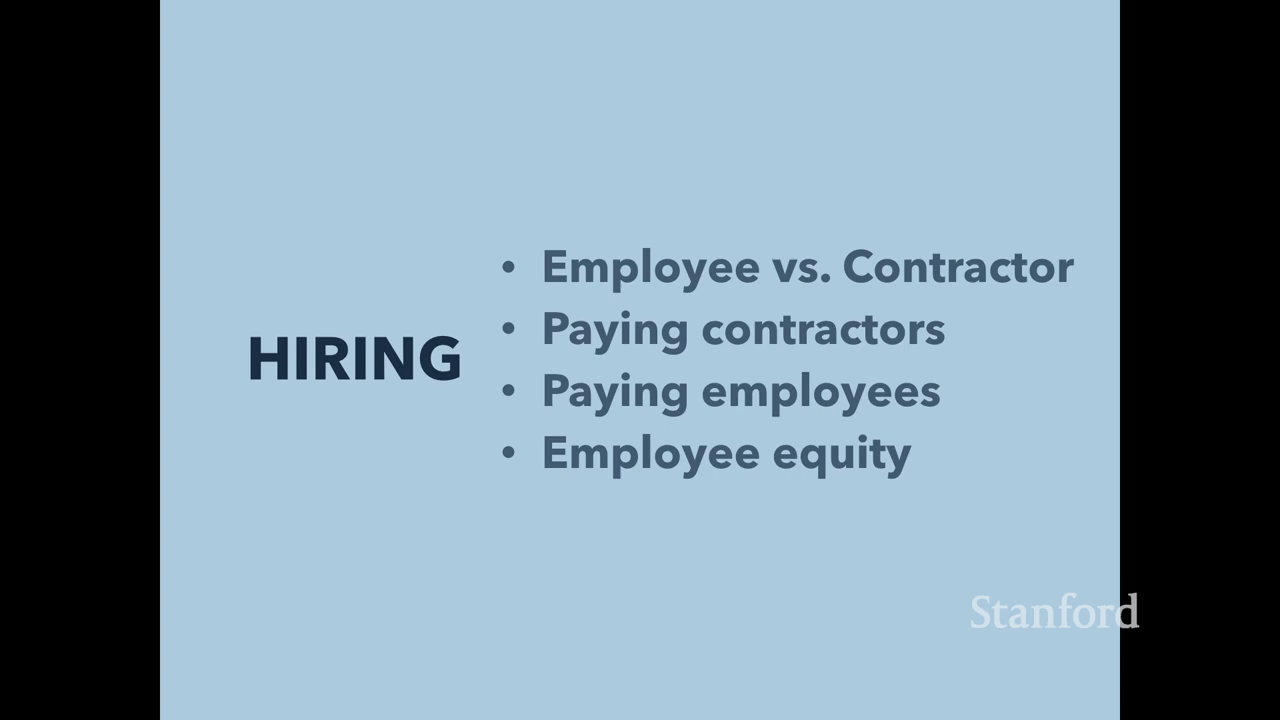 HIRING
• Employee vs. Contractor
• Paying contractors
• Paying employees
• Employee equity
Stanford